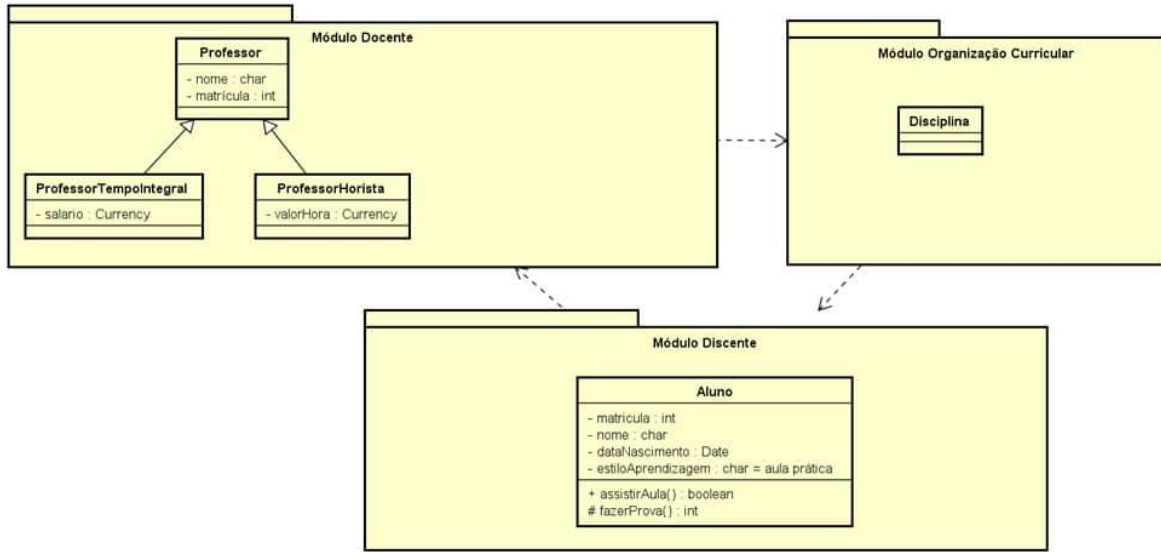 Módulo Docente
Professor
- nome : char
- matrícula : int
ProfessorTempoIntegral
- salario : Currency
ProfessorHorista
- valorHora : Currency
Módulo Organização Curricular
Disciplina
Módulo Discente
Aluno
- matricula : int
- nome : char
- dataNascimento : Date
- estiloAprendizagem : char = aula prática
+ assistirAula() : boolean
# fazerProva() : int